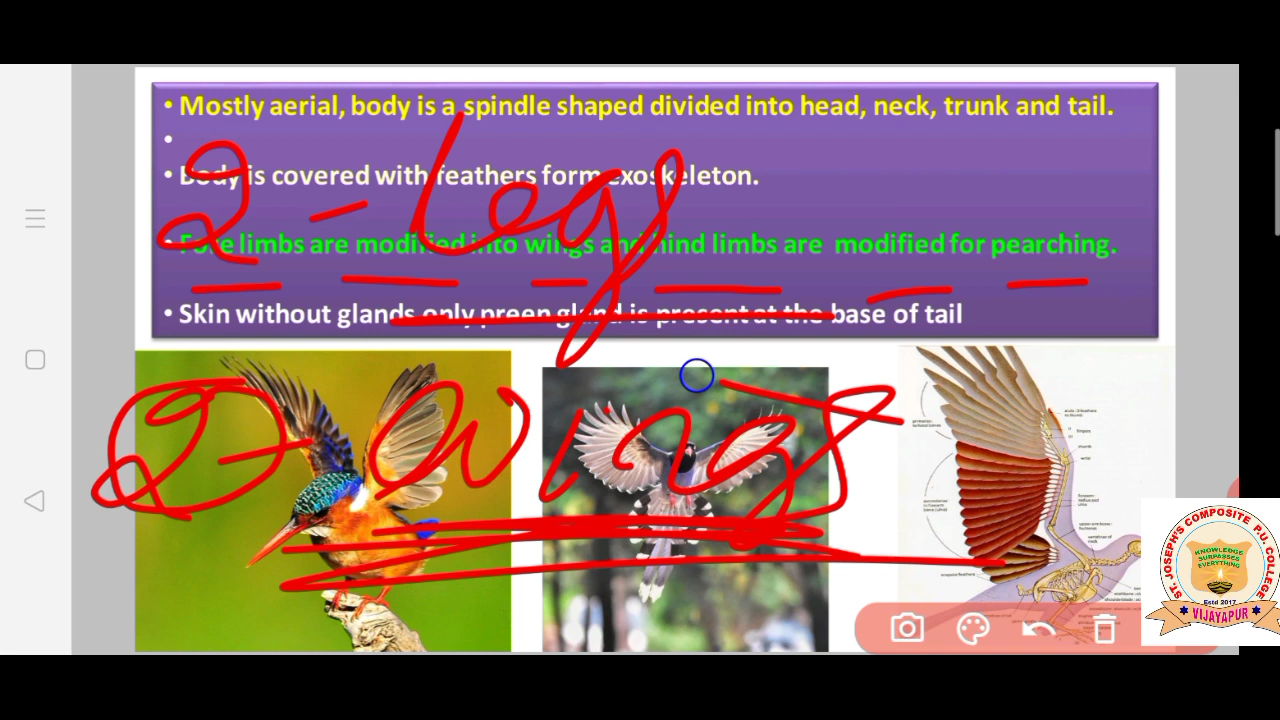 • Mostly aerial, body is a spindle shaped divided into head, neck, trunk and tail.
•
• Body is covered with feathers form exoskeleton.
2 - Legs
• Fore limbs are modified into wings and hind limbs are modified for pearching.
• Skin without glands only preen gland is present at the base of tail
2 - wings
ST. JOSEPH'S COMPOSITE P.U. COLLEGE
KNOWLEDGE
SURPASSES
EVERYTHING
Estd 2017
VIJAYAPUR